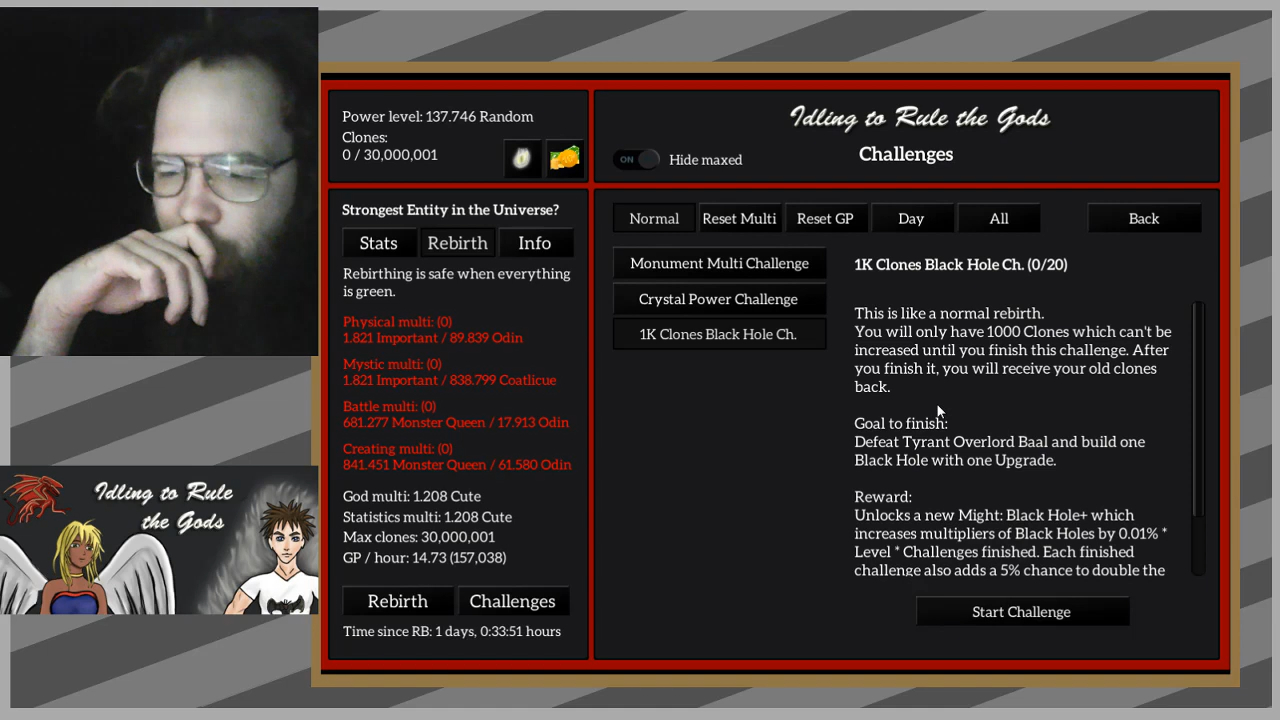 Power level: 137.746 Random
Clones:
0 / 30,000,001
Idling to Rule the Gods
ON
Hide maxed
Challenges
Strongest Entity in the Universe?
Stats
Rebirth
Info
Rebirthing is safe when everything
is green.
Physical multi: (0)
1.821 Important / 89.839 Odin
Mystic multi: (0)
1.821 Important / 838.799 Coatlicue
Battle multi: (0)
681.277 Monster Queen / 17.913 Odin
Creating multi: (0)
841.451 Monster Queen / 61.580 Odin
God multi: 1.208 Cute
Statistics multi: 1.208 Cute
Max clones: 30,000,001
GP / hour: 14.73 (157,038)
Rebirth
Challenges
Time since RB: 1 days, 0:33:51 hours
Normal
Reset Multi
Reset GP
Day
All
Back
Monument Multi Challenge
Crystal Power Challenge
1K Clones Black Hole Ch.
1K Clones Black Hole Ch. (0/20)
This is like a normal rebirth.
You will only have 1000 Clones which can't be
increased until you finish this challenge. After
you finish it, you will receive your old clones
back.
Goal to finish:
Defeat Tyrant Overlord Baal and build one
Black Hole with one Upgrade.
Reward:
Unlocks a new Might: Black Hole+ which
increases multipliers of Black Holes by 0.01% *
Level * Challenges finished. Each finished
challenge also adds a 5% chance to double the
Start Challenge
Idling to Rule
the Gods